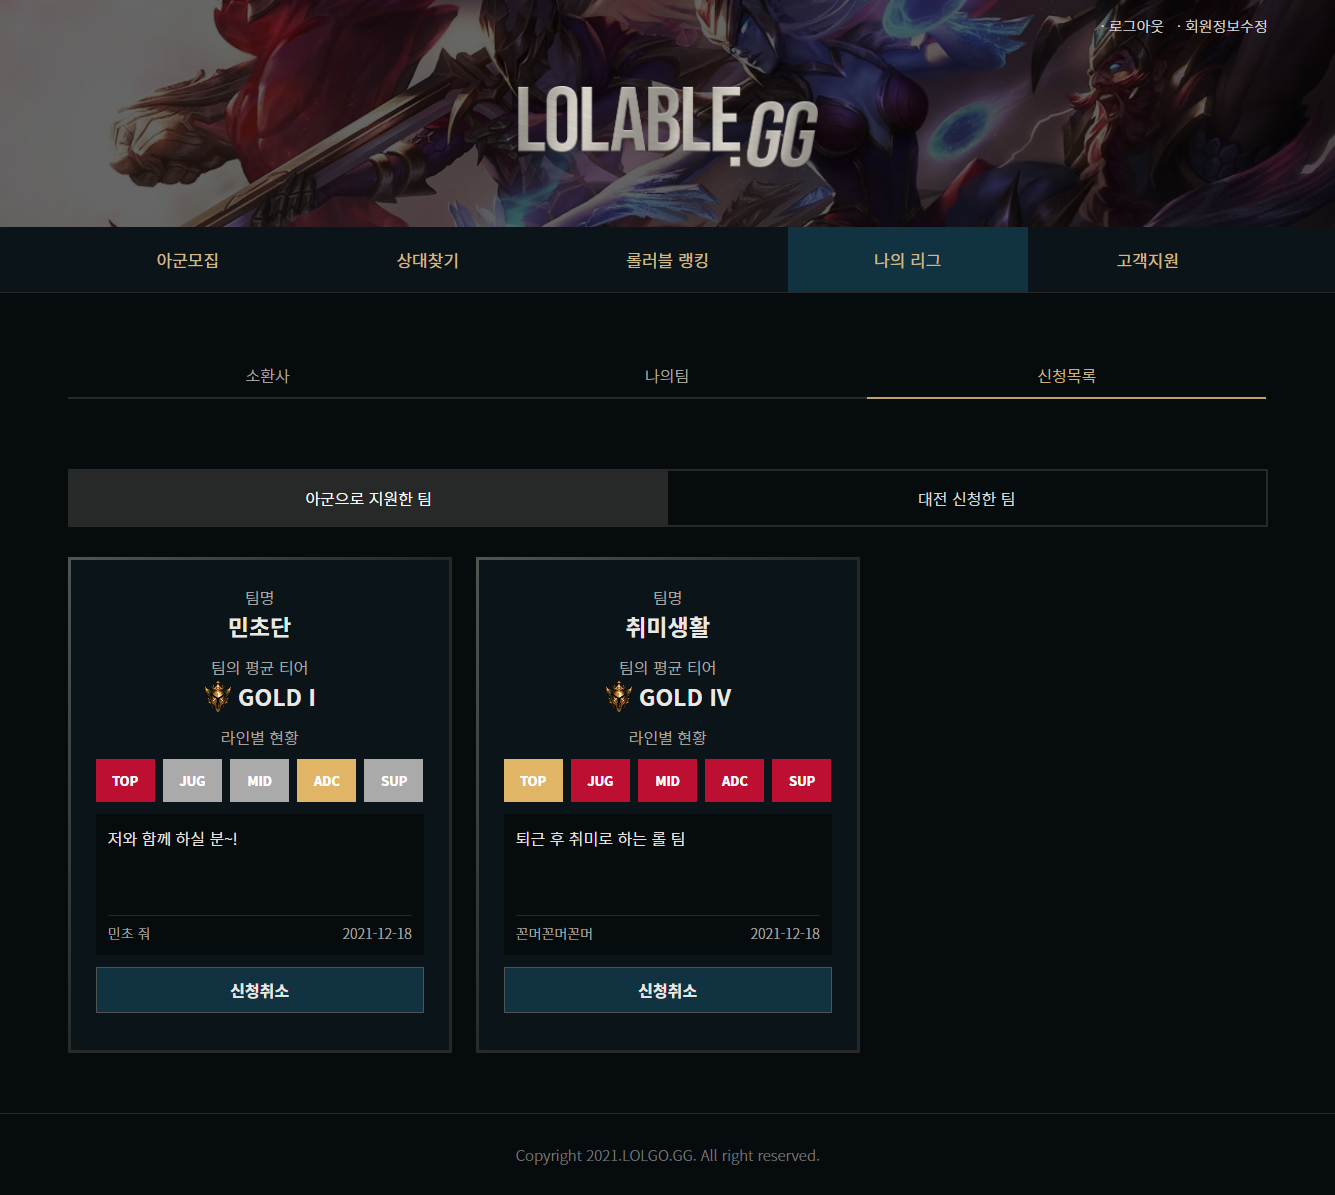 · 로그아웃 · 회원정보수정
LOLABLE.GG
아군모집 상대찾기 롤러블 랭킹 나의 리그 고객지원
소환사 나의팀 신청목록
아군으로 지원한 팀 대전 신청한 팀
팀명
민초단
팀의 평균 티어
GOLD I
라인별 현황
TOP JUG MID ADC SUP
저와 함께 하실 분~!
민초 줘 2021-12-18
신청취소
팀명
취미생활
팀의 평균 티어
GOLD IV
라인별 현황
TOP JUG MID ADC SUP
퇴근 후 취미로 하는 롤 팀
꼰머꼰머꼰머 2021-12-18
신청취소
Copyright 2021.LOLGO.GG. All right reserved.